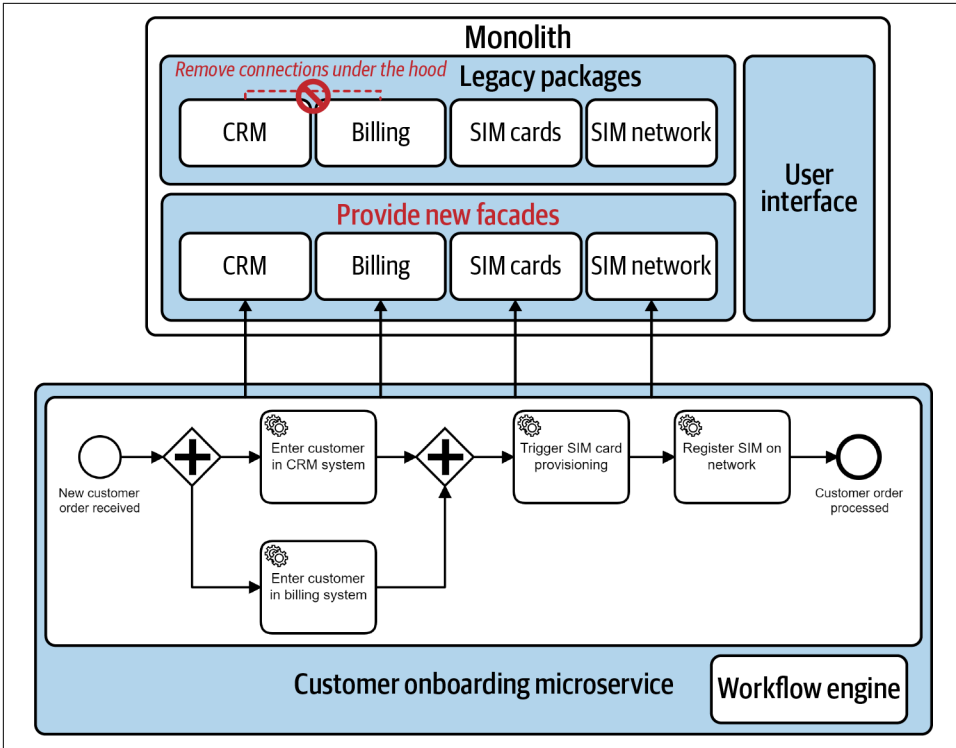 Monolith
Remove connections under the hood
Legacy packages
CRM
Billing
SIM cards
SIM network
User
interface
Provide new facades
CRM
Billing
SIM cards
SIM network
New customer
order received
Enter customer
in CRM system
Trigger SIM card
provisioning
Register SIM on
network
Customer order
processed
Enter customer
in billing system
Customer onboarding microservice
Workflow engine